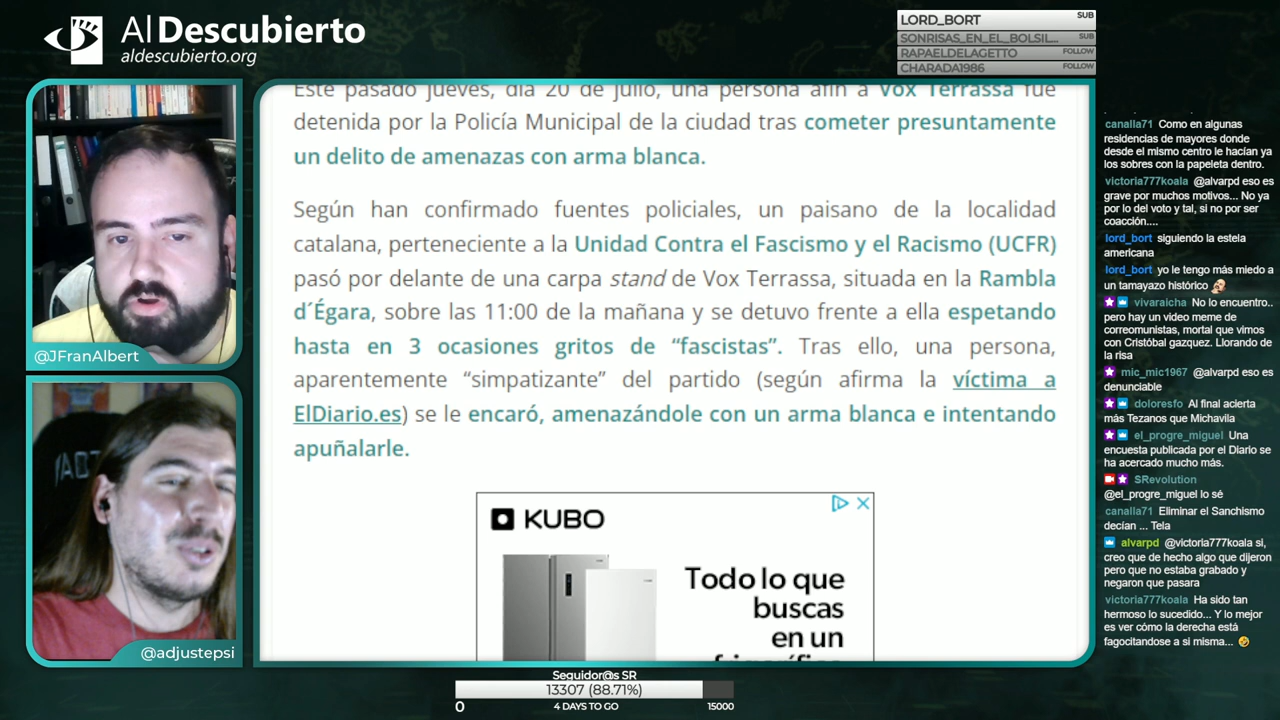 Al Descubierto
aldescubierto.org
LORD_BORT SUB
SONRISAS_EN_EL_BOLSIL... SUB
RAPAELDELAGETTO FOLLOW
CHARADA1986 FOLLOW
@JFranAlbert
@adjustepsi
Este pasado jueves, día 20 de julio, una persona afín a Vox Terrassa fue
detenida por la Policía Municipal de la ciudad tras cometer presuntamente
un delito de amenazas con arma blanca.
Según han confirmado fuentes policiales, un paisano de la localidad
catalana, perteneciente a la Unidad Contra el Fascismo y el Racismo (UCFR)
pasó por delante de una carpa stand de Vox Terrassa, situada en la Rambla
d´Égara, sobre las 11:00 de la mañana y se detuvo frente a ella espetando
hasta en 3 ocasiones gritos de “fascistas”. Tras ello, una persona,
aparentemente “simpatizante” del partido (según afirma la víctima a
ElDiario.es) se le encaró, amenazándole con un arma blanca e intentando
apuñalarle.
KUBO
Todo lo que
buscas
en un
frigorífico
canalla71 Como en algunas
residencias de mayores donde
desde el mismo centro le hacían ya
los sobres con la papeleta dentro.
victoria777koala @alvarpd eso es
grave por muchos motivos... No ya
por lo del voto y tal, si no por ser
coacción....
lord_bort siguiendo la estela
americana
lord_bort yo le tengo más miedo a
un tamayazo histórico
vivaraicha No lo encuentro..
pero hay un video meme de
correomunistas, mortal que vimos
con Cristóbal gazquez. Llorando de
la risa
mic_mic1967 @alvarpd eso es
denunciable
doloresfo Al final acierta
más Tezanos que Michavila
el_progre_miguel Una
encuesta publicada por el Diario se
ha acercado mucho más.
SRevolution
@el_progre_miguel lo sé
canalla71 Eliminar el Sanchismo
decían ... Tela
alvarpd @victoria777koala si,
creo que de hecho algo que dijeron
pero que no estaba grabado y
negaron que pasara
victoria777koala Ha sido tan
hermoso lo sucedido... Y lo mejor
es ver cómo la derecha está
fagocitandose a si misma... 🤣
Seguidor@s SR
13307 (88.71%)
0 4 DAYS TO GO 15000